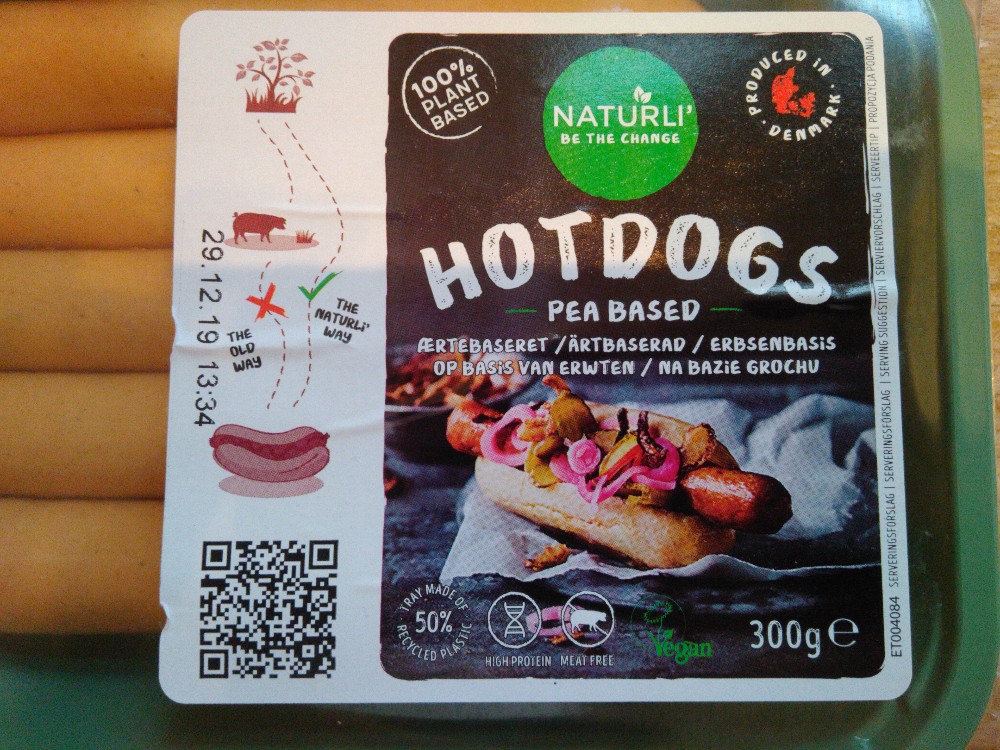 100%
PLANT
BASED
NATURLI'
BE THE CHANGE
PRODUCED IN
DENMARK
HOTDOGS
PEA BASED
ÆRTEBASERET / ÄRTBASERAD / ERBSENBASIS
OP BASIS VAN ERWTEN / NA BAZIE GROCHU
THE
NATURLI'
WAY
THE
OLD
WAY
29.12.19 13:34
TRAY MADE OF
50%
RECYCLED PLASTIC
HIGH PROTEIN
MEAT FREE
Vegan
300g ℮
ET004084 SERVERINGSFORSLAG | SERVERINGSFÖRSLAG | SERVING SUGGESTION | SERVIERVORSCHLAG | SERVEERTIP | PROPOZYCJA PODANIA